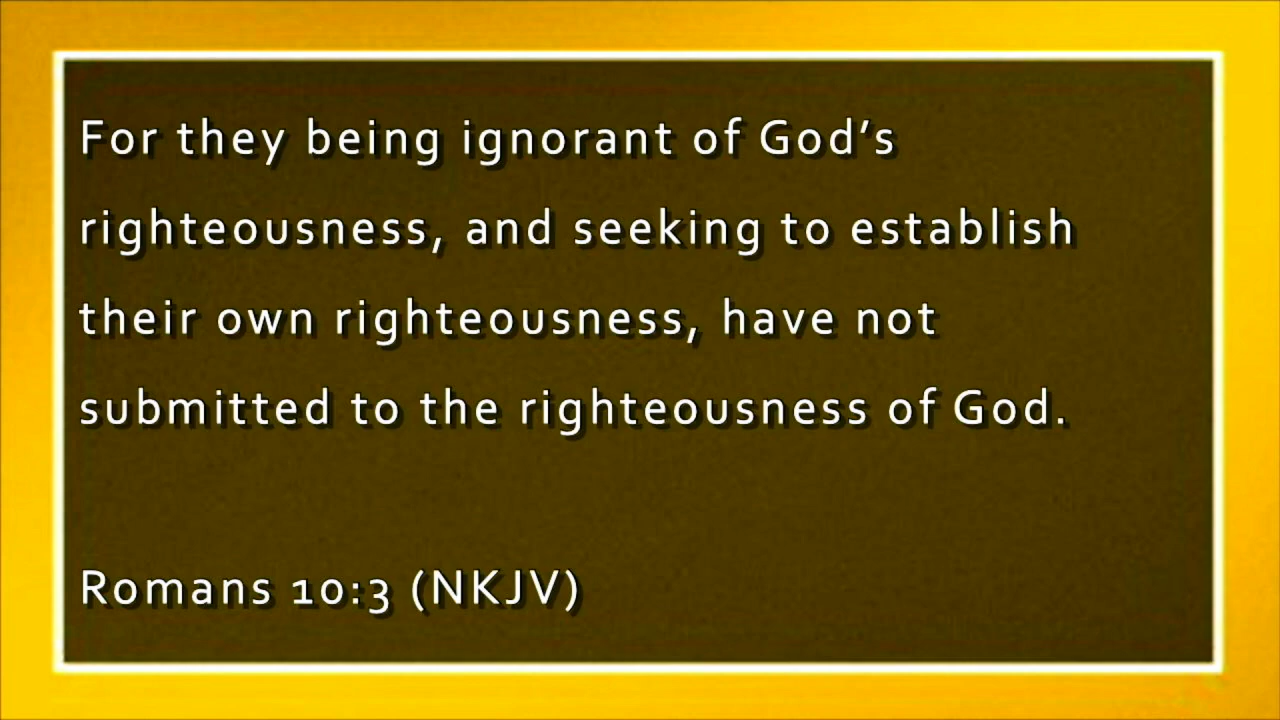 For they being ignorant of God’s
righteousness, and seeking to establish
their own righteousness, have not
submitted to the righteousness of God.
Romans 10:3 (NKJV)